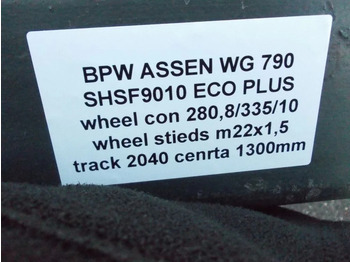 BPW ASSEN WG 790
SHSF9010 ECO PLUS
wheel con 280,8/335/10
wheel stieds m22x1,5
track 2040 cenrta 1300mm